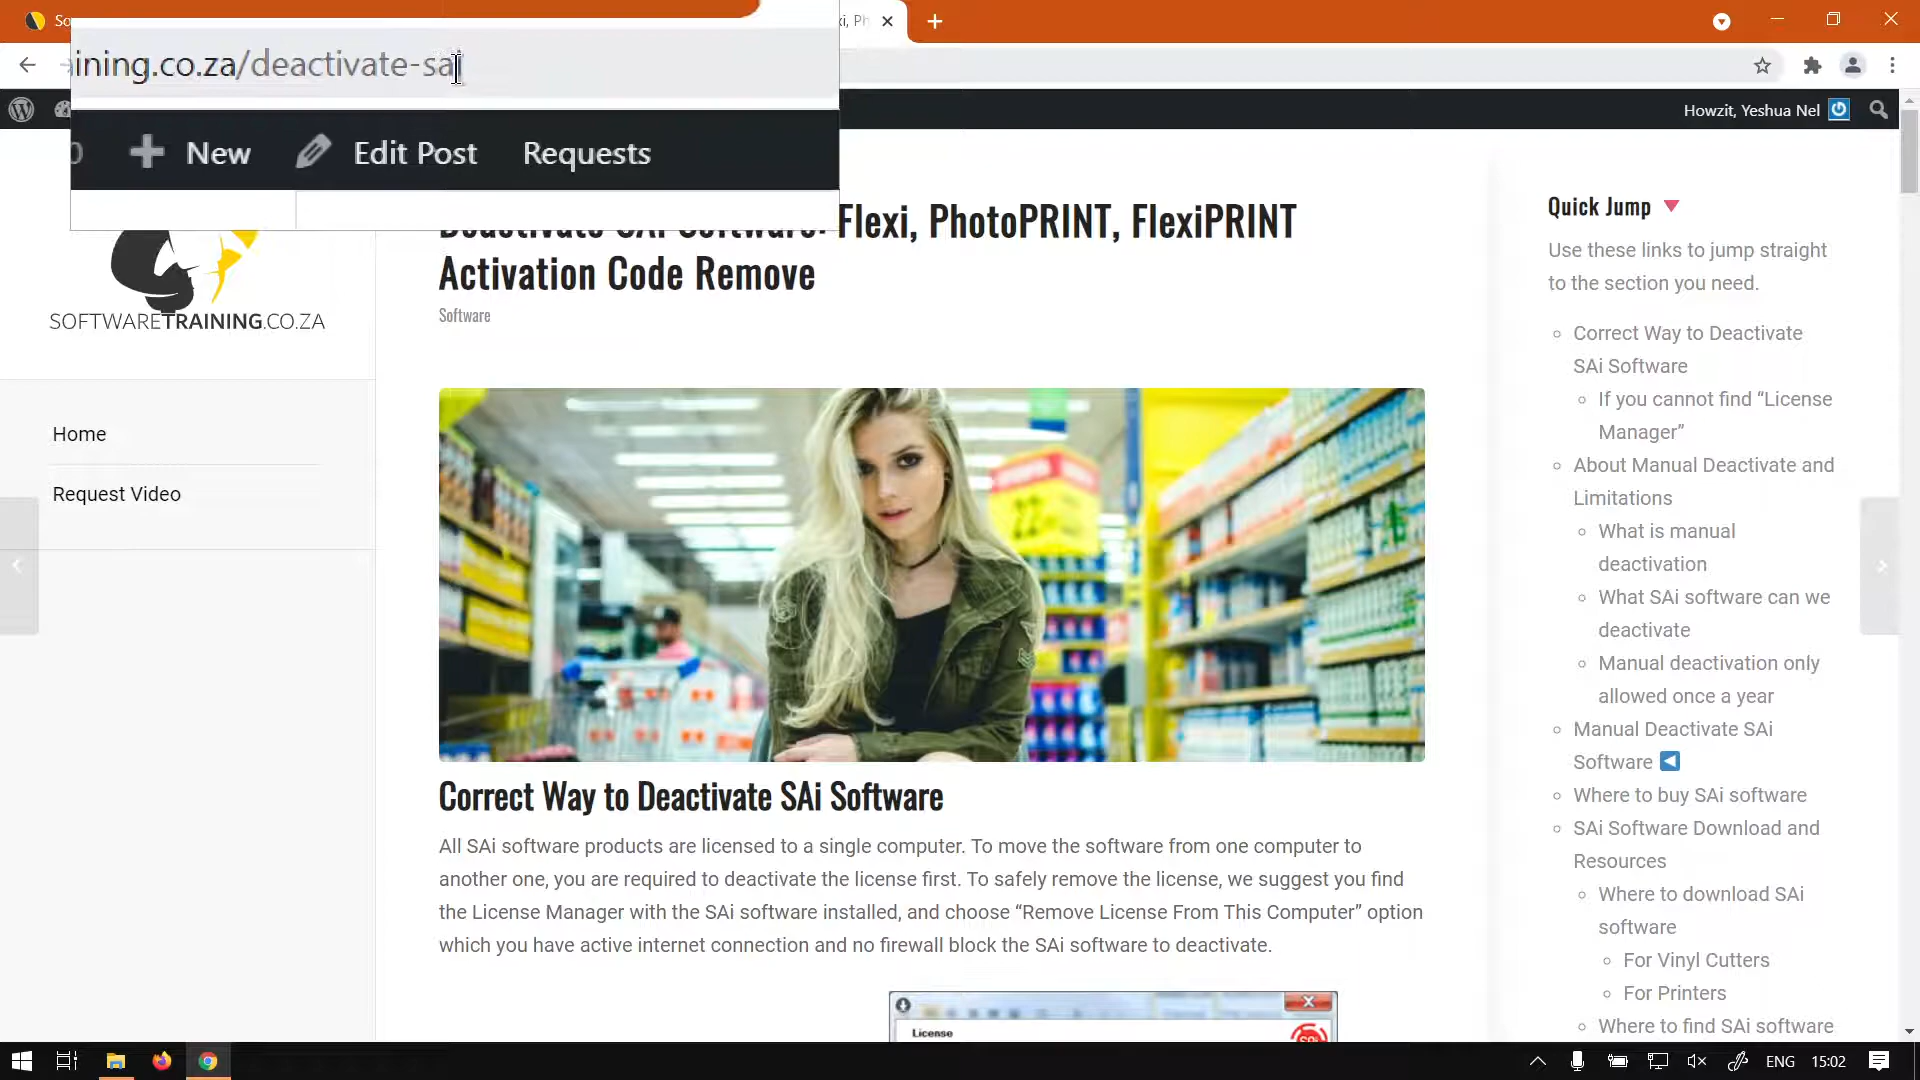 So
i, Ph
ining.co.za/deactivate-sai
New Edit Post Requests
Howzit, Yeshua Nel
SOFTWARETRAINING.CO.ZA
Home
Request Video
Deactivate SAi Software: Flexi, PhotoPRINT, FlexiPRINT
Activation Code Remove
Software
Correct Way to Deactivate SAi Software
All SAi software products are licensed to a single computer. To move the software from one computer to
another one, you are required to deactivate the license first. To safely remove the license, we suggest you find
the License Manager with the SAi software installed, and choose “Remove License From This Computer” option
which you have active internet connection and no firewall block the SAi software to deactivate.
License
Quick Jump
Use these links to jump straight
to the section you need.
Correct Way to Deactivate
SAi Software
If you cannot find “License
Manager”
About Manual Deactivate and
Limitations
What is manual
deactivation
What SAi software can we
deactivate
Manual deactivation only
allowed once a year
Manual Deactivate SAi
Software
Where to buy SAi software
SAi Software Download and
Resources
Where to download SAi
software
For Vinyl Cutters
For Printers
Where to find SAi software
ENG 15:02